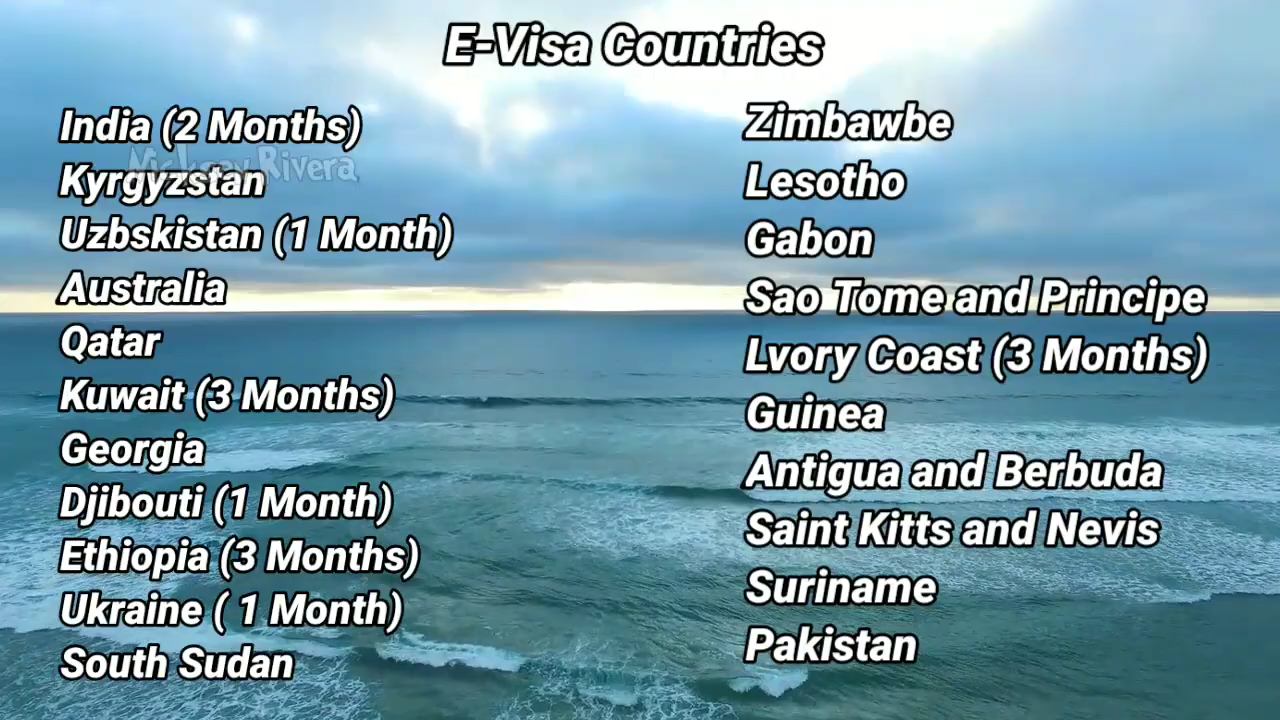 E-Visa Countries
India (2 Months)
Nicksay Rivera
Kyrgyzstan
Uzbskistan (1 Month)
Australia
Qatar
Kuwait (3 Months)
Georgia
Djibouti (1 Month)
Ethiopia (3 Months)
Ukraine ( 1 Month)
South Sudan
Zimbawbe
Lesotho
Gabon
Sao Tome and Principe
Lvory Coast (3 Months)
Guinea
Antigua and Berbuda
Saint Kitts and Nevis
Suriname
Pakistan